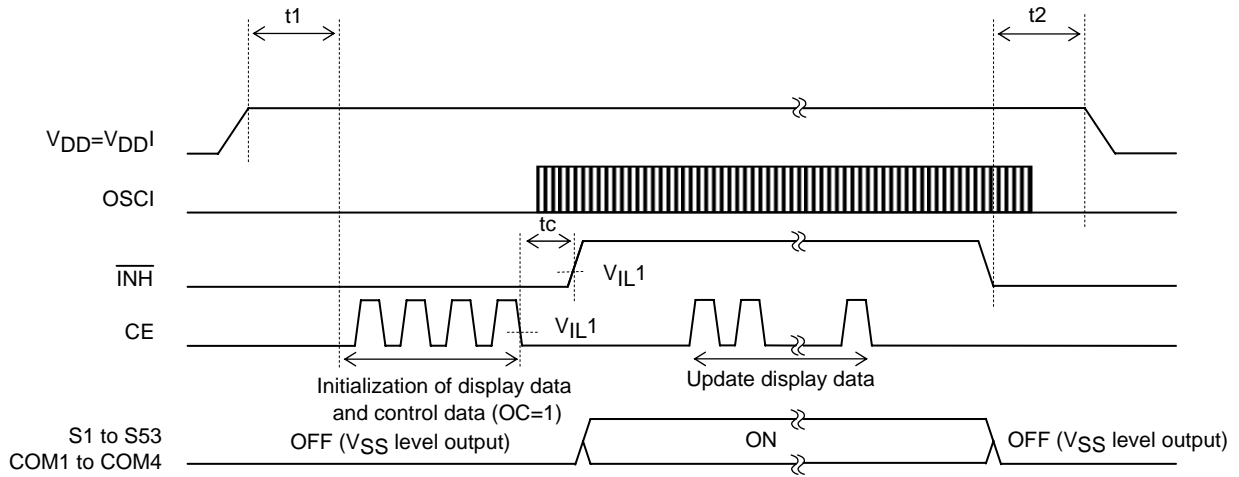 t1
t2
VDD=VDDI
OSCI
tc
INH
VIL1
CE
VIL1
Initialization of display data
and control data (OC=1)
Update display data
S1 to S53
COM1 to COM4
OFF (VSS level output)
ON
OFF (VSS level output)